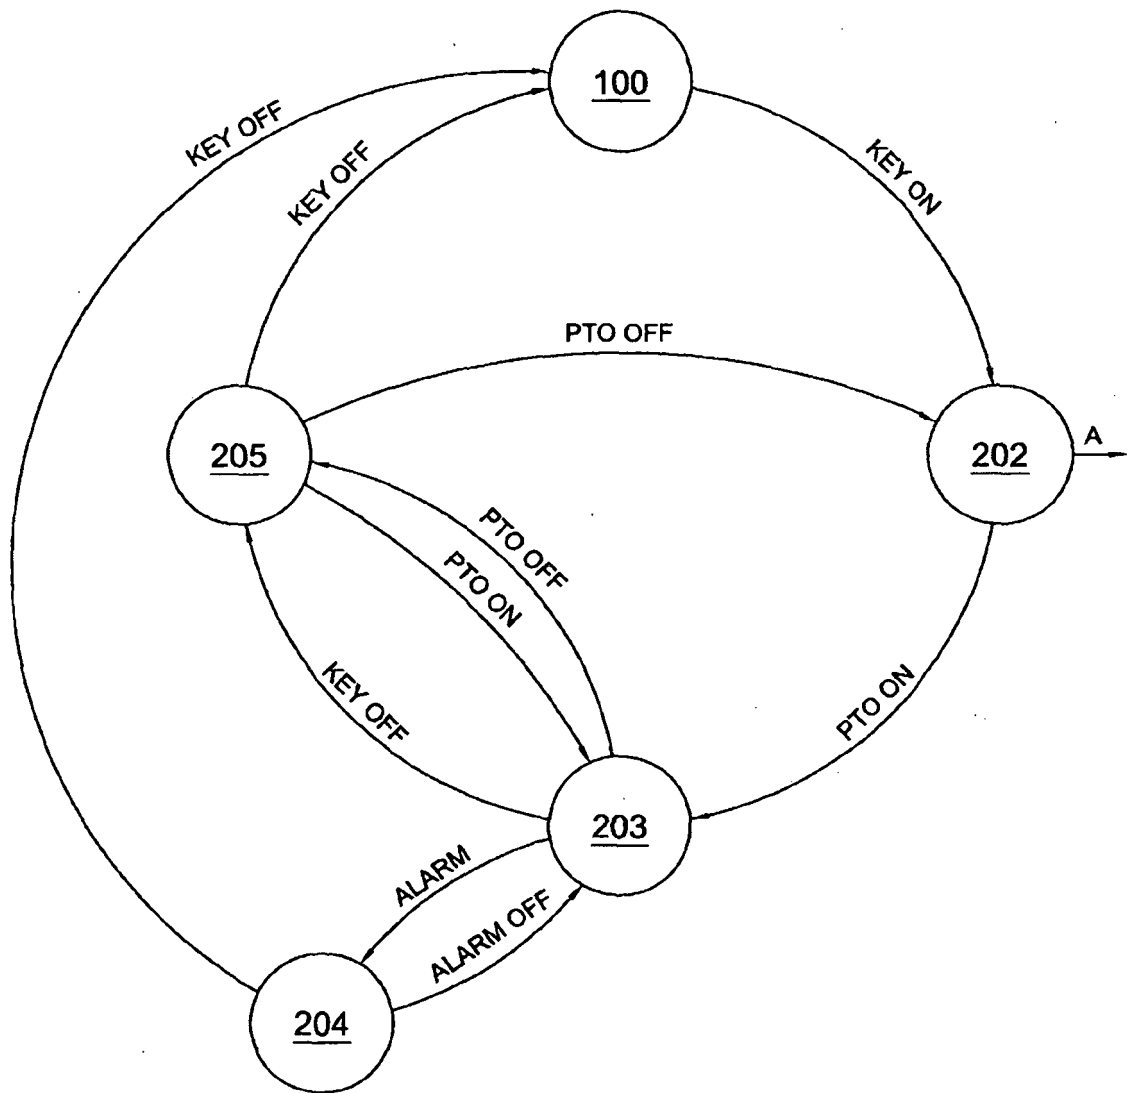 100
KEY OFF
KEY OFF
KEY ON
PTO OFF
205
202
A
PTO OFF
PTO ON
KEY OFF
PTO ON
203
ALARM
ALARM OFF
204